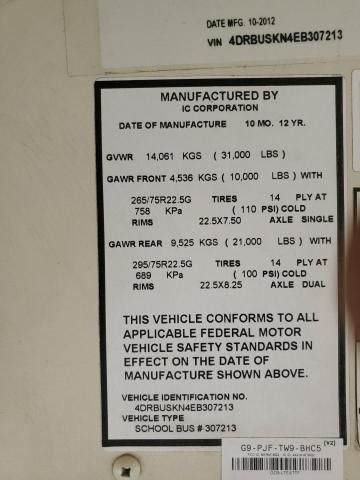 DATE MFG. 10-2012
VIN 4DRBUSKN4EB307213
MANUFACTURED BY
IC CORPORATION
DATE OF MANUFACTURE 10 MO. 12 YR.
GVWR 14,061 KGS ( 31,000 LBS )
GAWR FRONT 4,536 KGS ( 10,000 LBS ) WITH
265/75R22.5G TIRES 14 PLY AT
758 KPa ( 110 PSI) COLD
RIMS 22.5X7.50 AXLE SINGLE
GAWR REAR 9,525 KGS ( 21,000 LBS ) WITH
295/75R22.5G TIRES 14 PLY AT
689 KPa ( 100 PSI) COLD
RIMS 22.5X8.25 AXLE DUAL
THIS VEHICLE CONFORMS TO ALL
APPLICABLE FEDERAL MOTOR
VEHICLE SAFETY STANDARDS IN
EFFECT ON THE DATE OF
MANUFACTURE SHOWN ABOVE.
VEHICLE IDENTIFICATION NO.
4DRBUSKN4EB307213
VEHICLE TYPE
SCHOOL BUS # 307213
G9-PJF-TW9-BHC5 (V2)